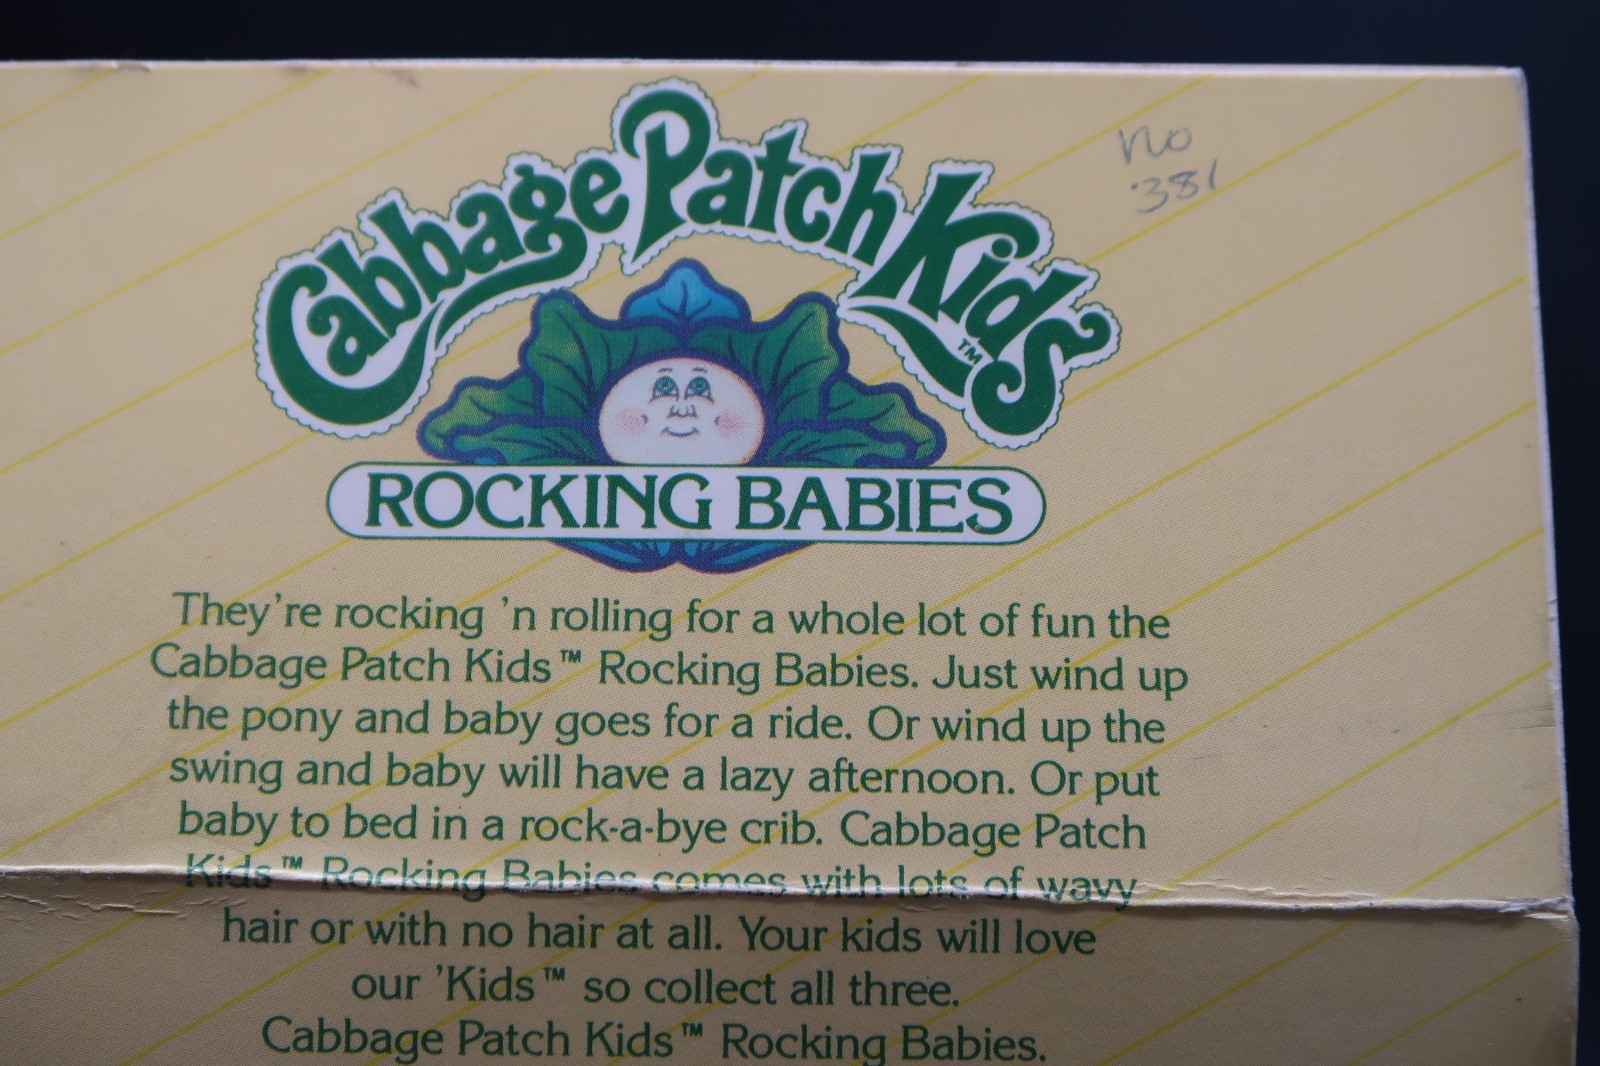 Cabbage Patch Kids™
no
381
ROCKING BABIES
They're rocking 'n rolling for a whole lot of fun the
Cabbage Patch Kids™ Rocking Babies. Just wind up
the pony and baby goes for a ride. Or wind up the
swing and baby will have a lazy afternoon. Or put
baby to bed in a rock-a-bye crib. Cabbage Patch
Kids™ Rocking Babies comes with lots of wavy
hair or with no hair at all. Your kids will love
our 'Kids™ so collect all three.
Cabbage Patch Kids™ Rocking Babies.